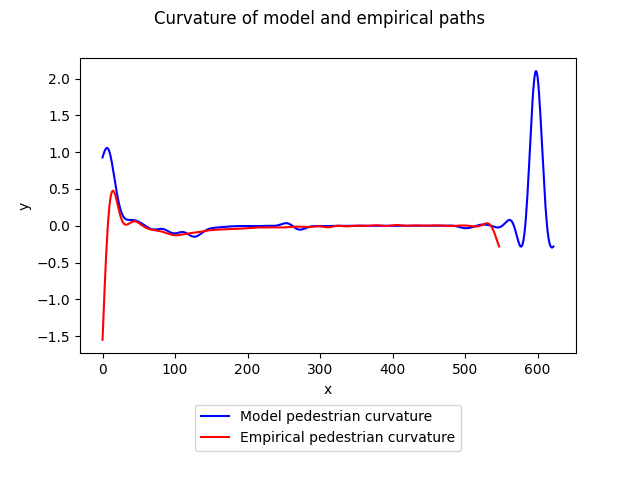 Curvature of model and empirical paths
2.0
1.5
1.0
0.5
0.0
−0.5
−1.0
−1.5
y
0 100 200 300 400 500 600
x
Model pedestrian curvature
Empirical pedestrian curvature